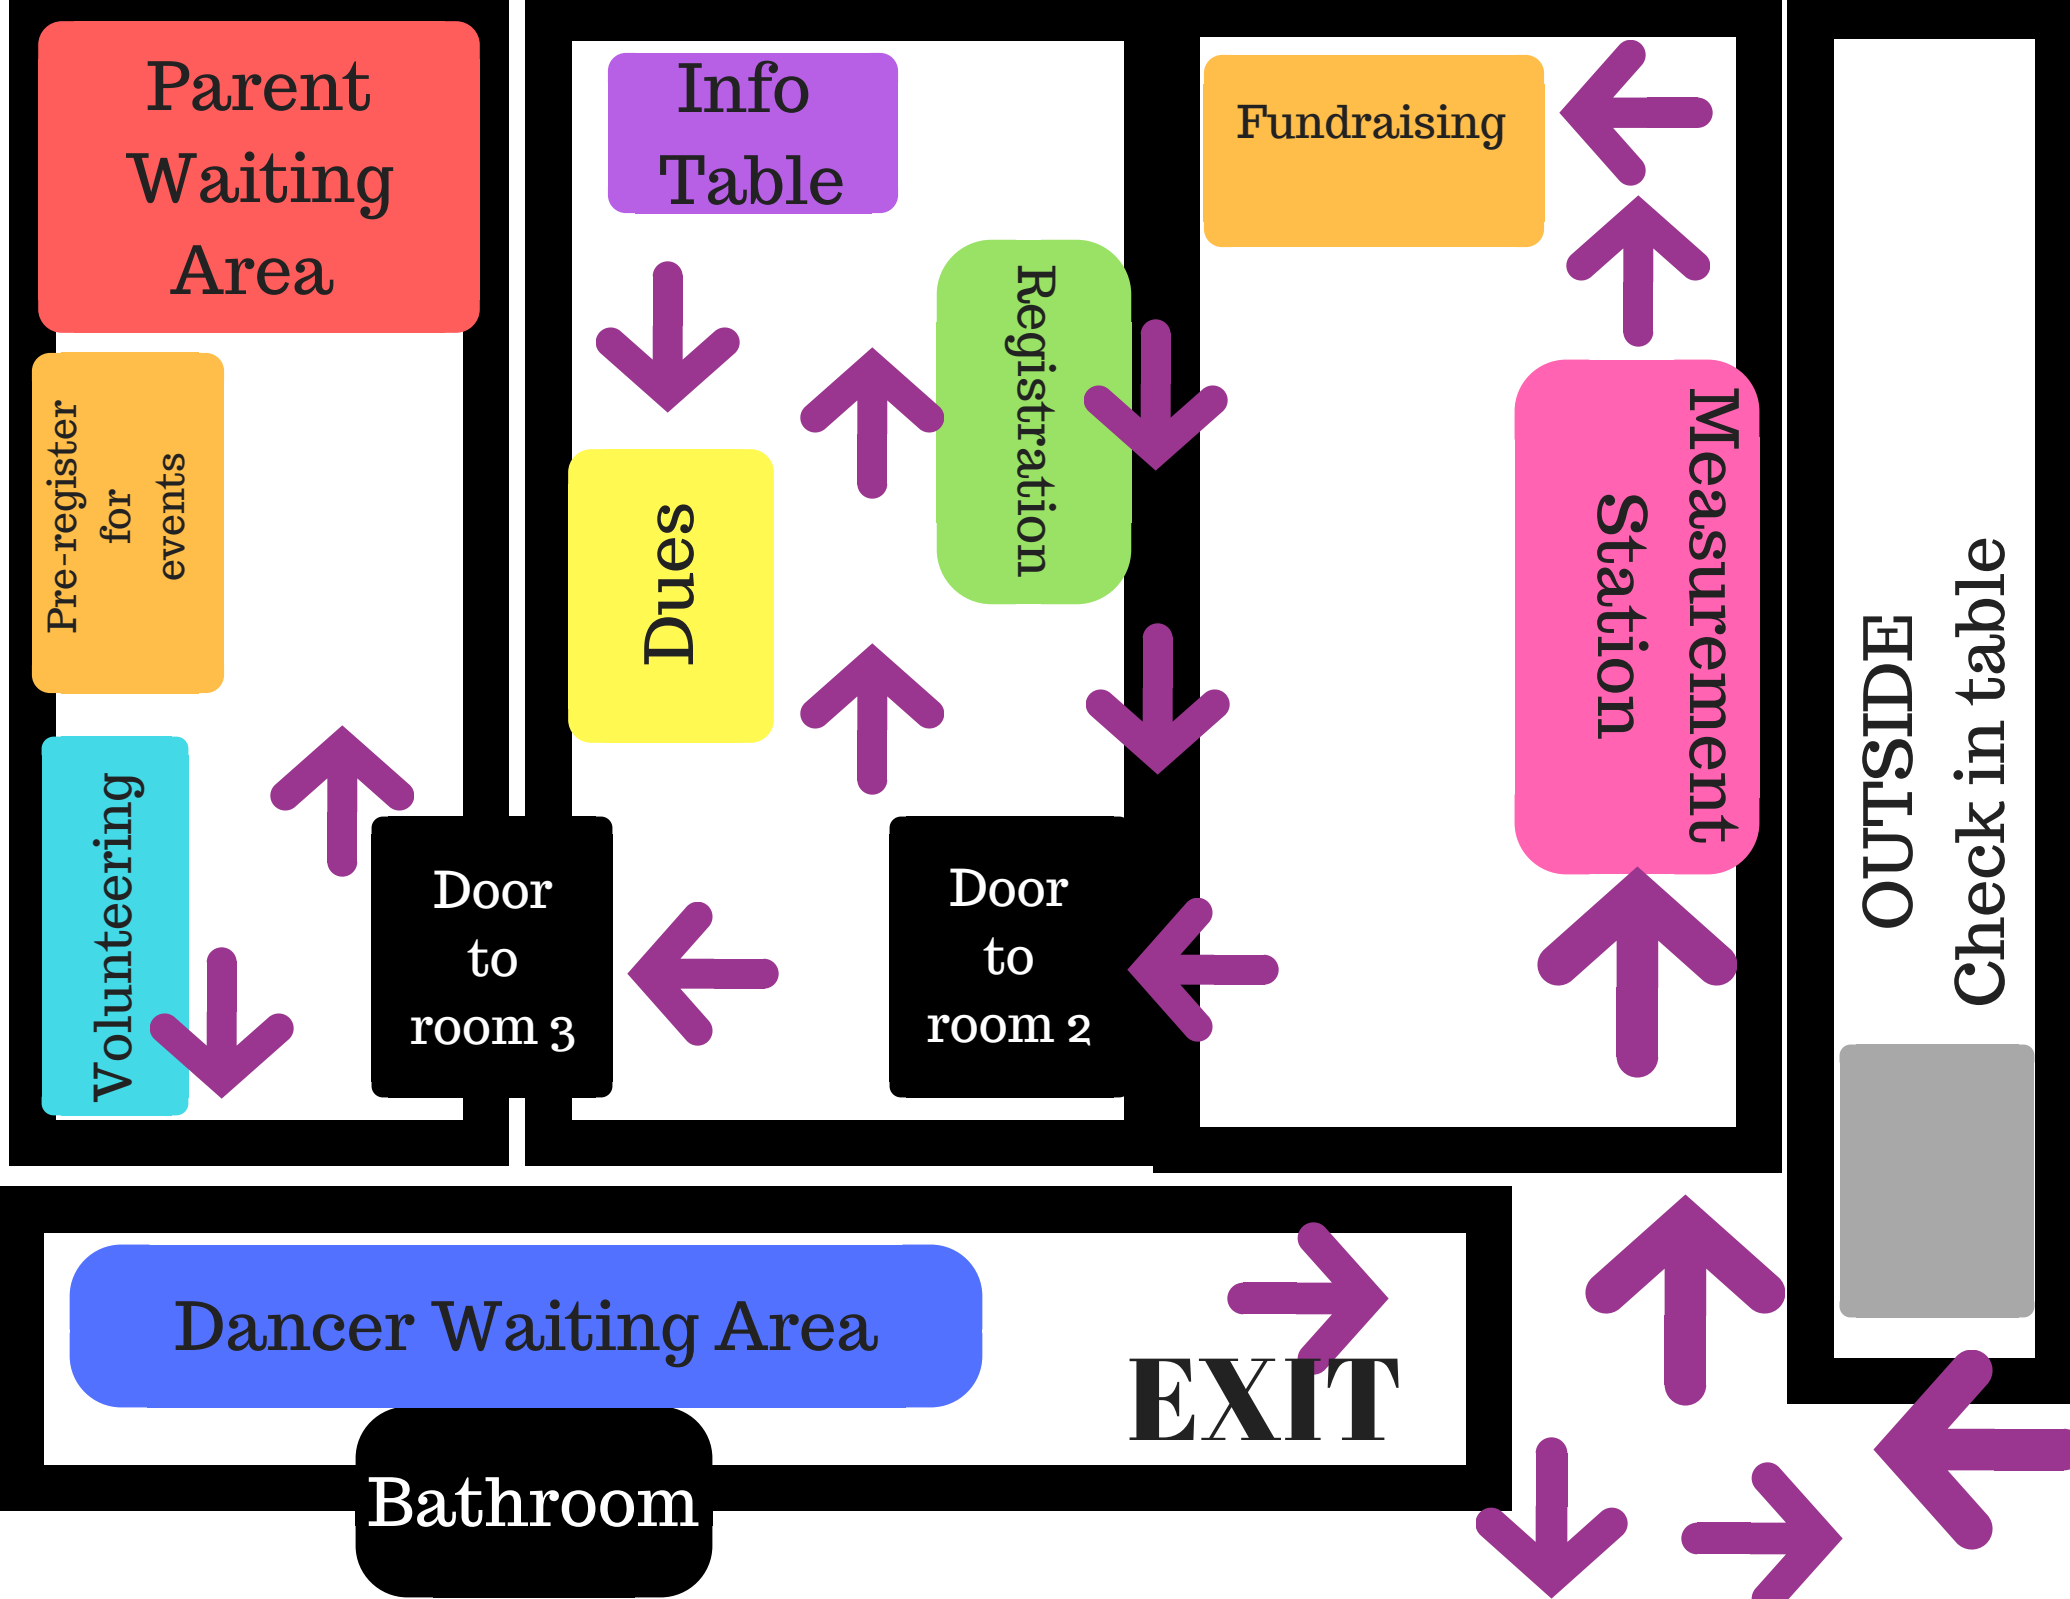 Parent
Waiting
Area
Pre-register
for
events
Volunteering
Info
Table
Registration
Dues
Door
to
room 3
Door
to
room 2
Fundraising
Measurement
Station
OUTSIDE
Check in table
Dancer Waiting Area
EXIT
Bathroom